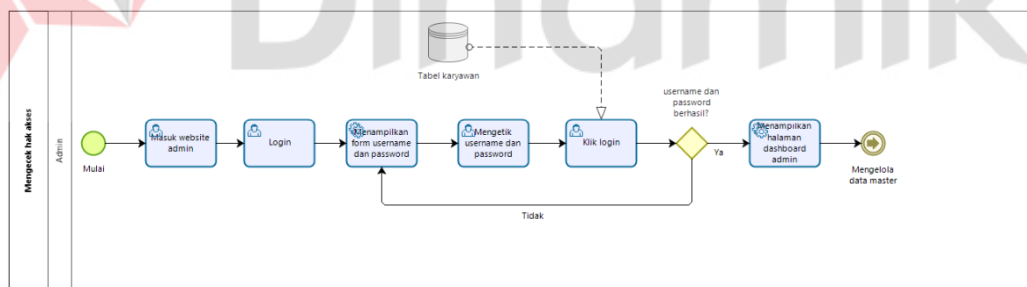 Dinamik
Tabel karyawan
username dan
password
berhasil?
Mengecek hak akses
Admin
Mulai
Masuk website
admin
Login
Menampilkan
form username
dan password
Mengetik
username dan
password
Klik login
Ya
Menampilkan
halaman
dashboard
admin
Mengelola
data master
Tidak